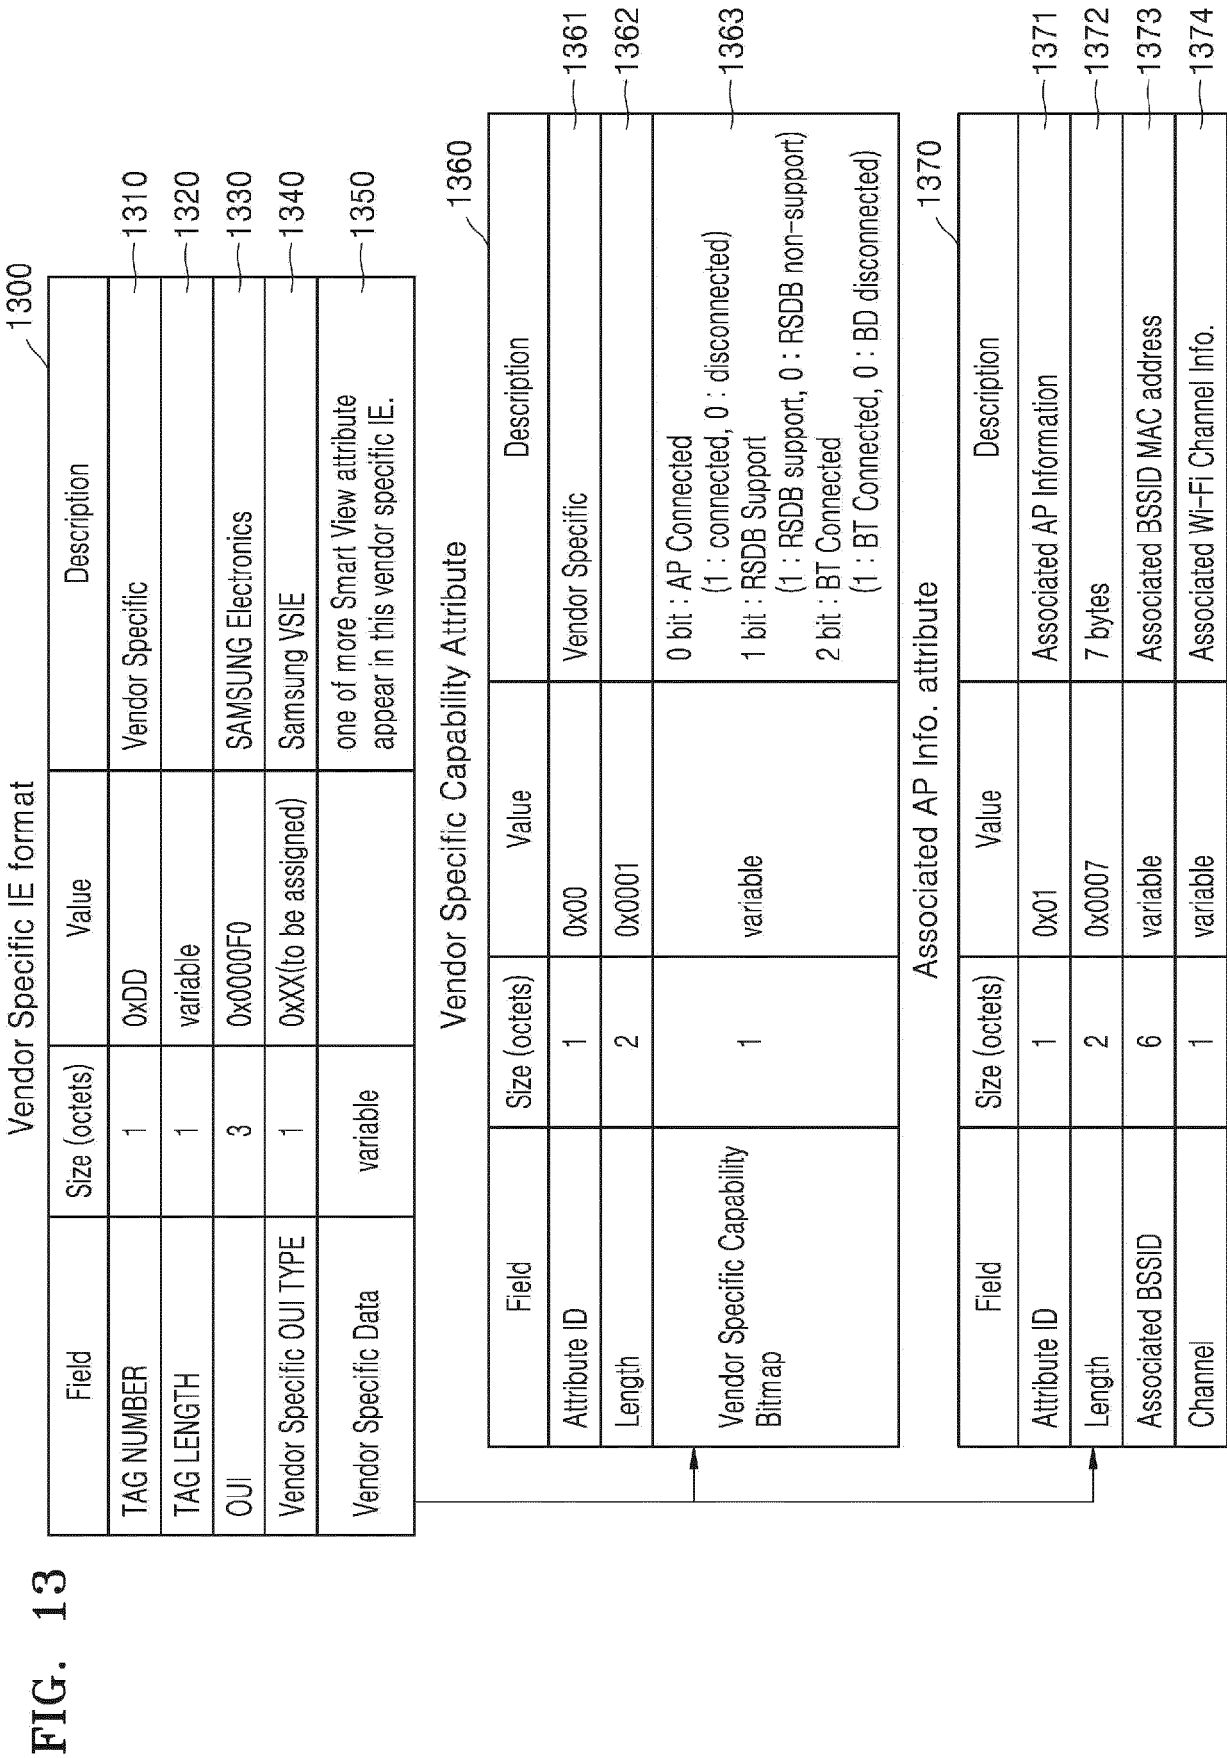 FIG. 13
Vendor Specific IE format
1300
Field Size (octets) Value Description
TAG NUMBER 1 0xDD Vendor Specific 1310
TAG LENGTH 1 variable 1320
OUI 3 0x0000F0 SAMSUNG Electronics 1330
Vendor Specific OUI TYPE 1 0xXX(to be assigned) Samsung VSIE 1340
Vendor Specific Data variable one of more Smart View attribute 1350
appear in this vendor specific IE.
Vendor Specific Capability Attribute
1360
Field Size (octets) Value Description
Attribute ID 1 0x00 Vendor Specific 1361
Length 2 0x0001 1362
Vendor Specific Capability
Bitmap
1 variable
0 bit : AP Connected
(1 : connected, 0 : disconnected)
1 bit : RSDB Support
(1 : RSDB support, 0 : RSDB non-support)
2 bit : BT Connected
(1 : BT Connected, 0 : BD disconnected)
1363
Associated AP Info. attribute
1370
Field Size (octets) Value Description
Attribute ID 1 0x01 Associated AP Information 1371
Length 2 0x0007 7 bytes 1372
Associated BSSID 6 variable Associated BSSID MAC address 1373
Channel 1 variable Associated Wi-Fi Channel Info. 1374